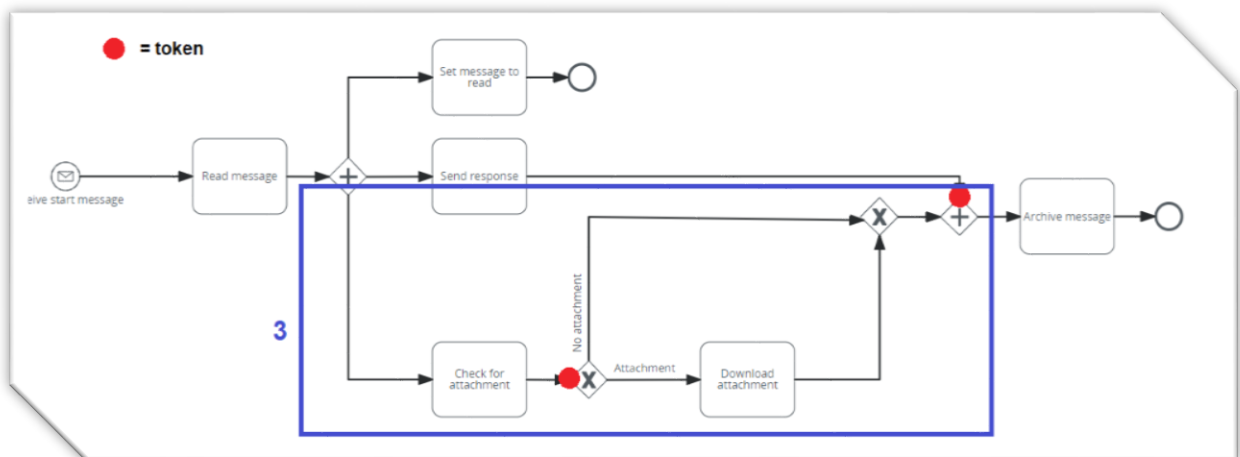 = token
Set message to
read
Read message
Send response
eive start message
Archive message
No attachment
3
Check for
attachment
Attachment
Download
attachment